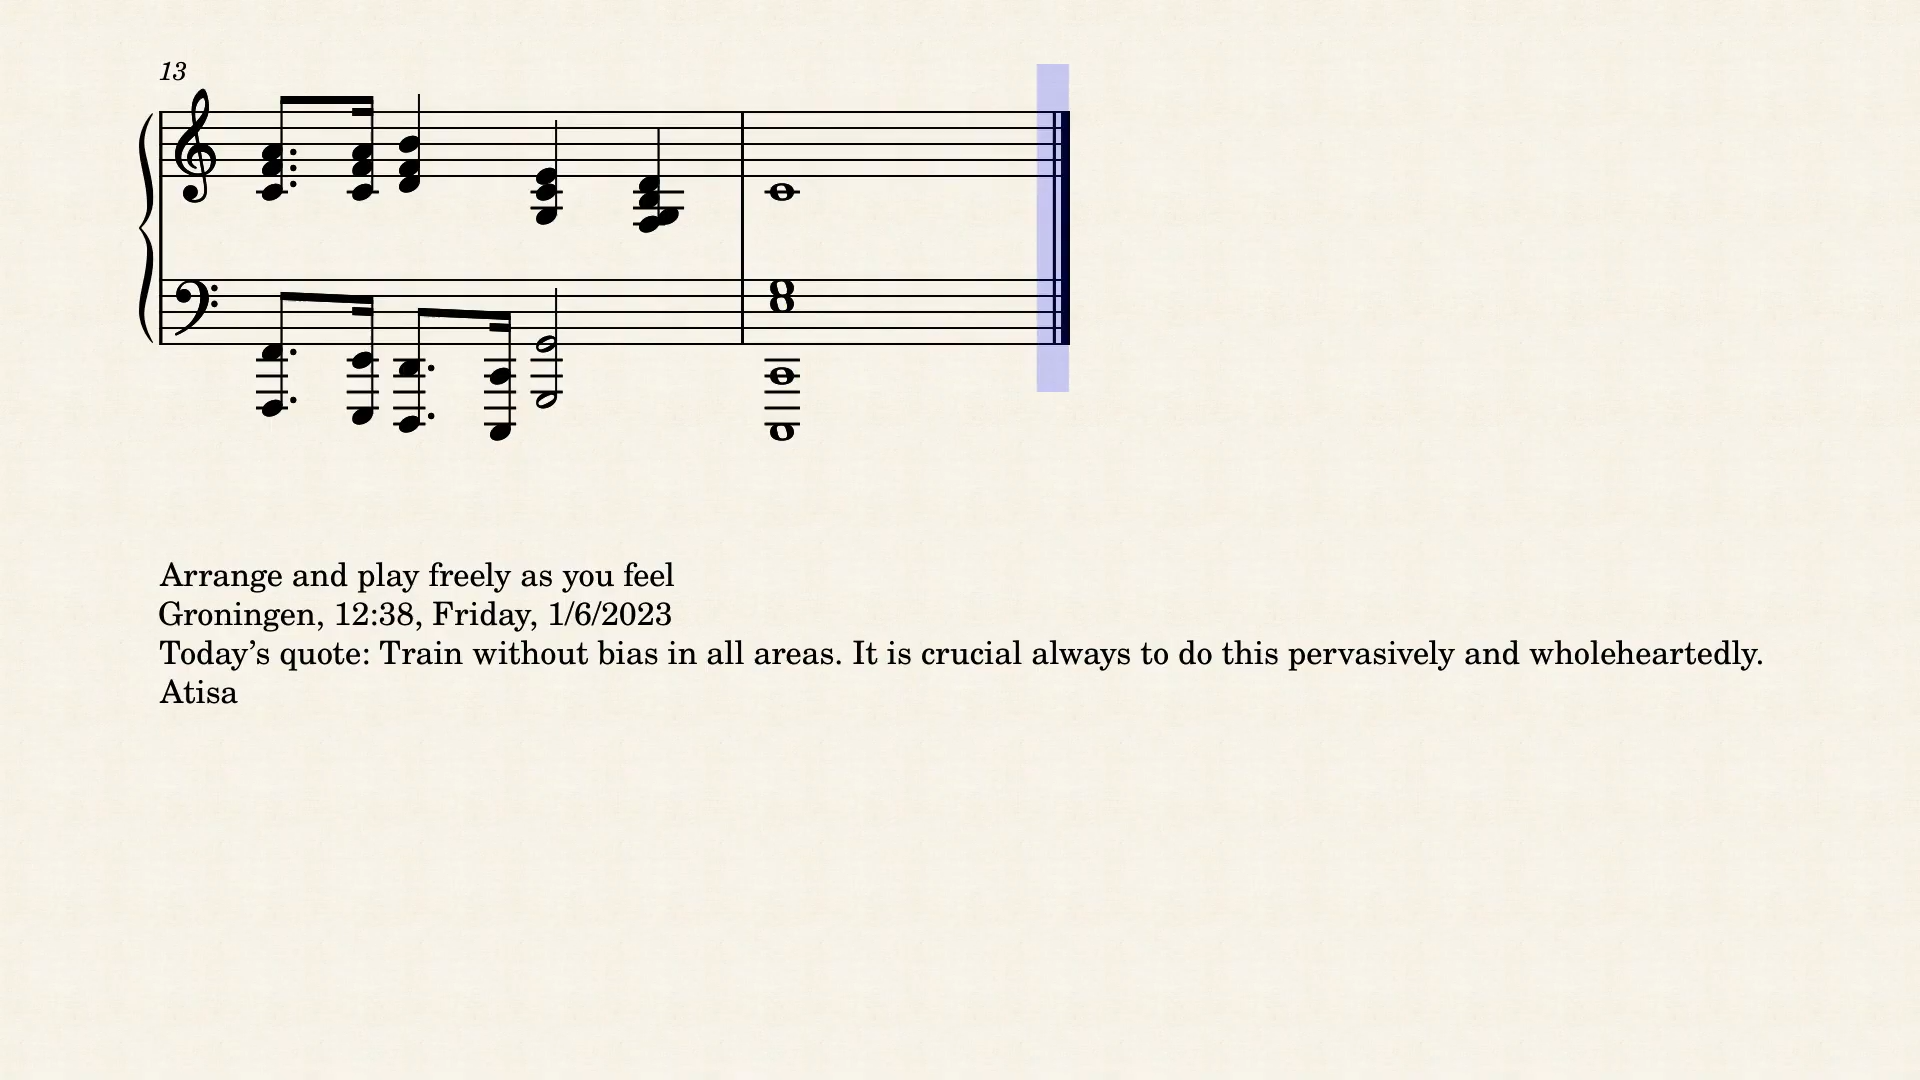 13
Arrange and play freely as you feel
Groningen, 12:38, Friday, 1/6/2023
Today’s quote: Train without bias in all areas. It is crucial always to do this pervasively and wholeheartedly.
Atisa